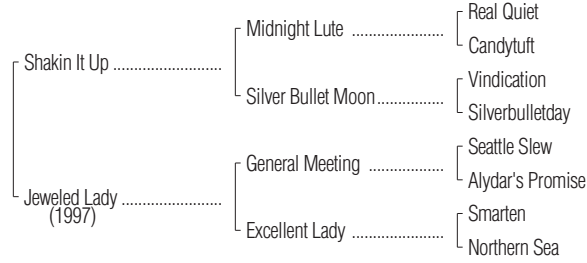 Real Quiet
Midnight Lute ......................
Candytuft
Shakin It Up ..........................
Vindication
Silver Bullet Moon................
Silverbulletday
Seattle Slew
General Meeting ..................
Alydar's Promise
Jeweled Lady ........................
(1997)
Smarten
Excellent Lady .....................
Northern Sea